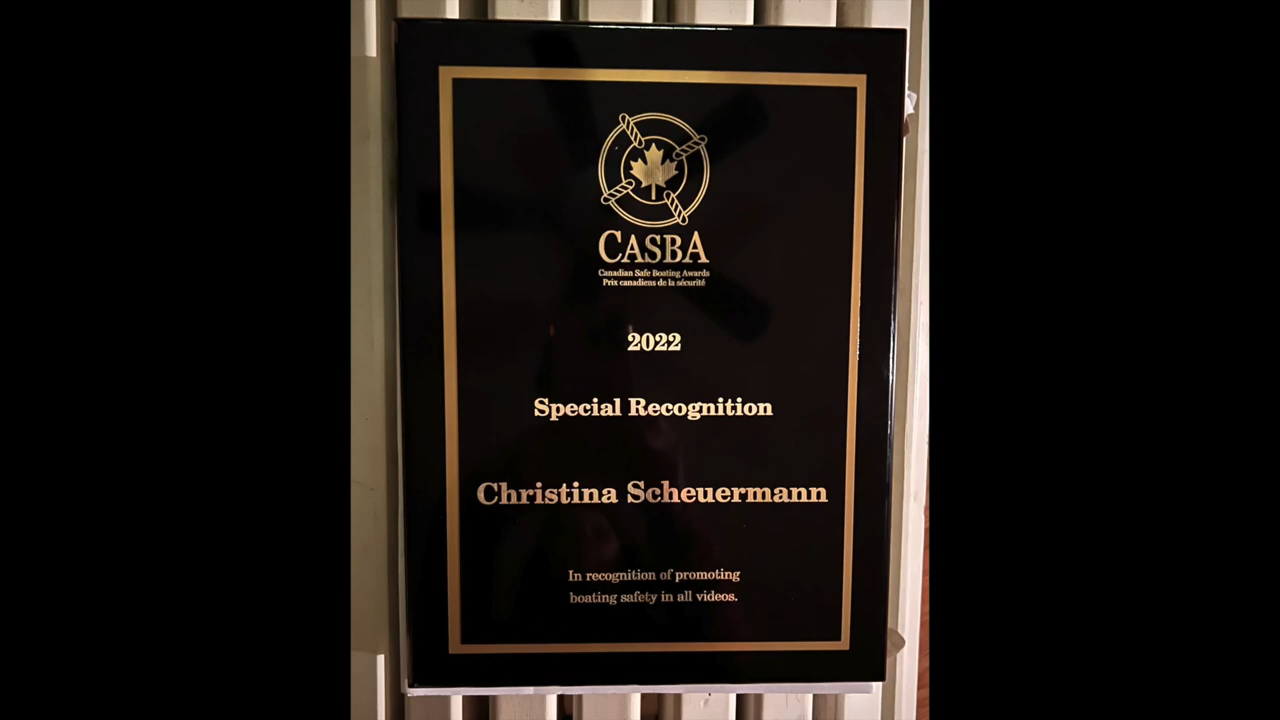 CASBA
Canadian Safe Boating Awards
Prix canadiens de la sécurité
2022
Special Recognition
Christina Scheuermann
In recognition of promoting
boating safety in all videos.